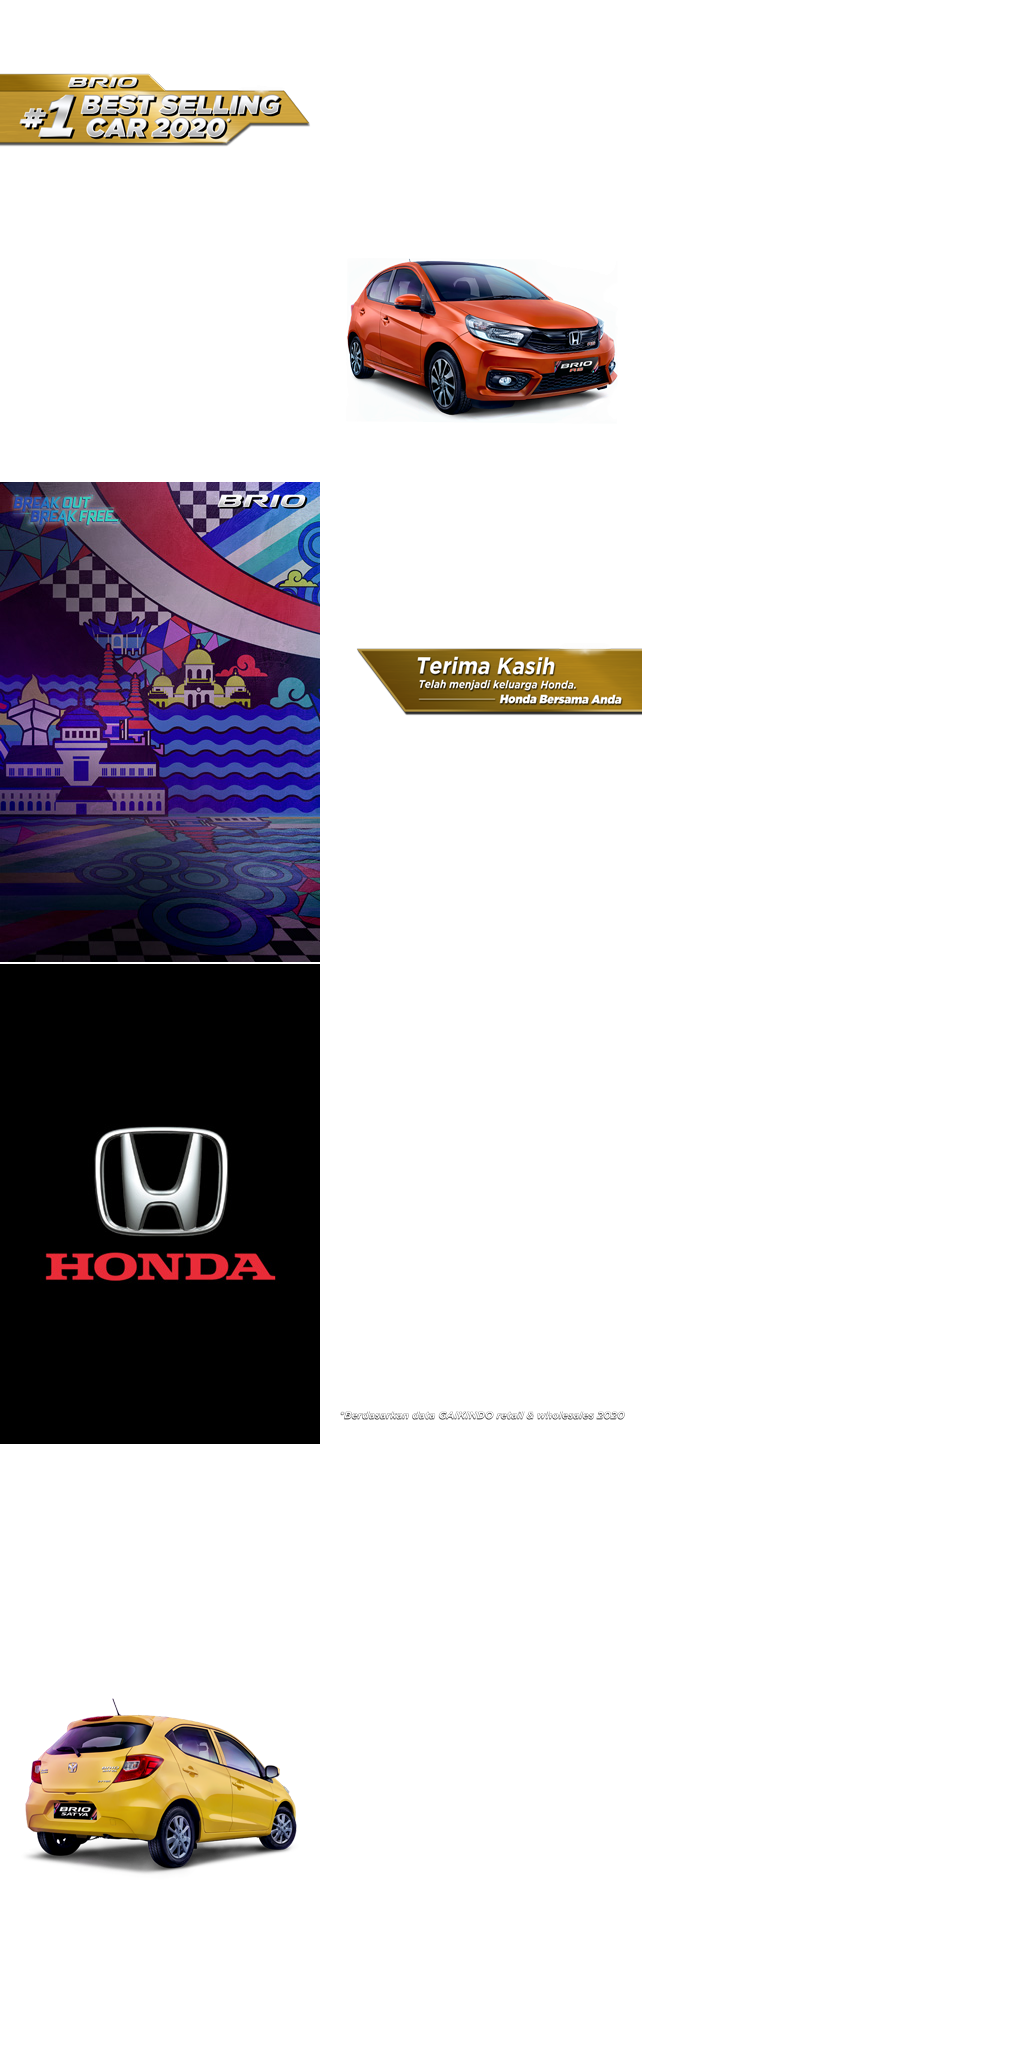 BRIO
#1 BEST SELLING
CAR 2020*
BRIO
RS
BREAK OUT
BREAK FREE
BRIO
Terima Kasih
Telah menjadi keluarga Honda.
Honda Bersama Anda
HONDA
*Berdasarkan data GAIKINDO retail & wholesales 2020
BRIO
SATYA